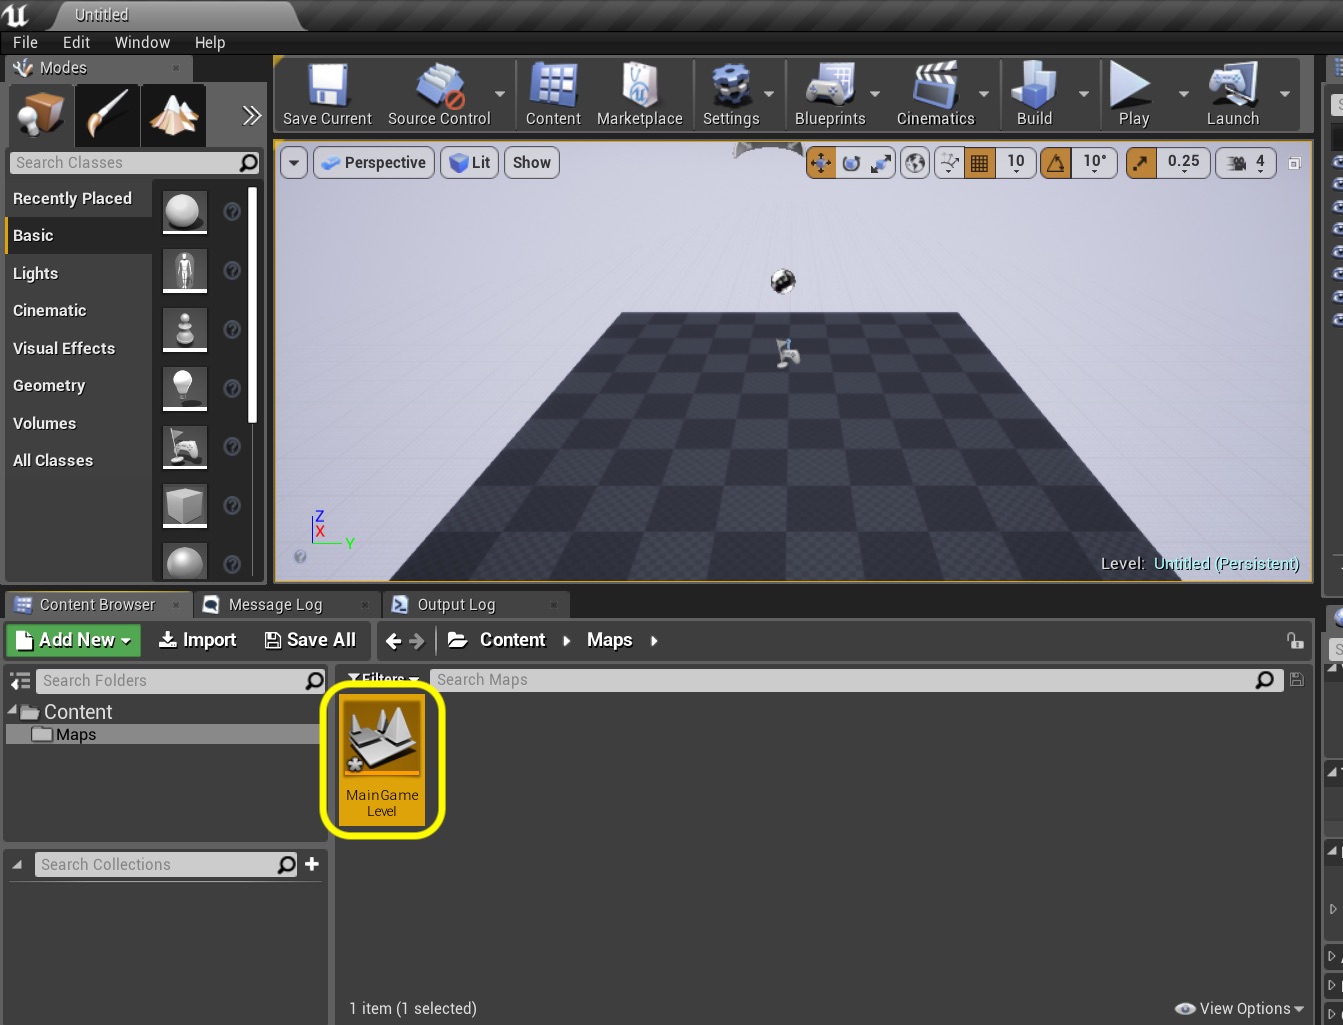 Untitled
File Edit Window Help
Modes
Save Current Source Control Content Marketplace Settings Blueprints Cinematics Build Play Launch
Search Classes
Perspective Lit Show 10 10° 0.25 4
Recently Placed
Basic
Lights
Cinematic
Visual Effects
Geometry
Volumes
All Classes
Z
X
Y
Level: Untitled (Persistent)
Content Browser Message Log Output Log
Add New Import Save All Content Maps
Search Folders Filters Search Maps
Content
Maps
MainGame
Level
Search Collections
1 item (1 selected) View Options